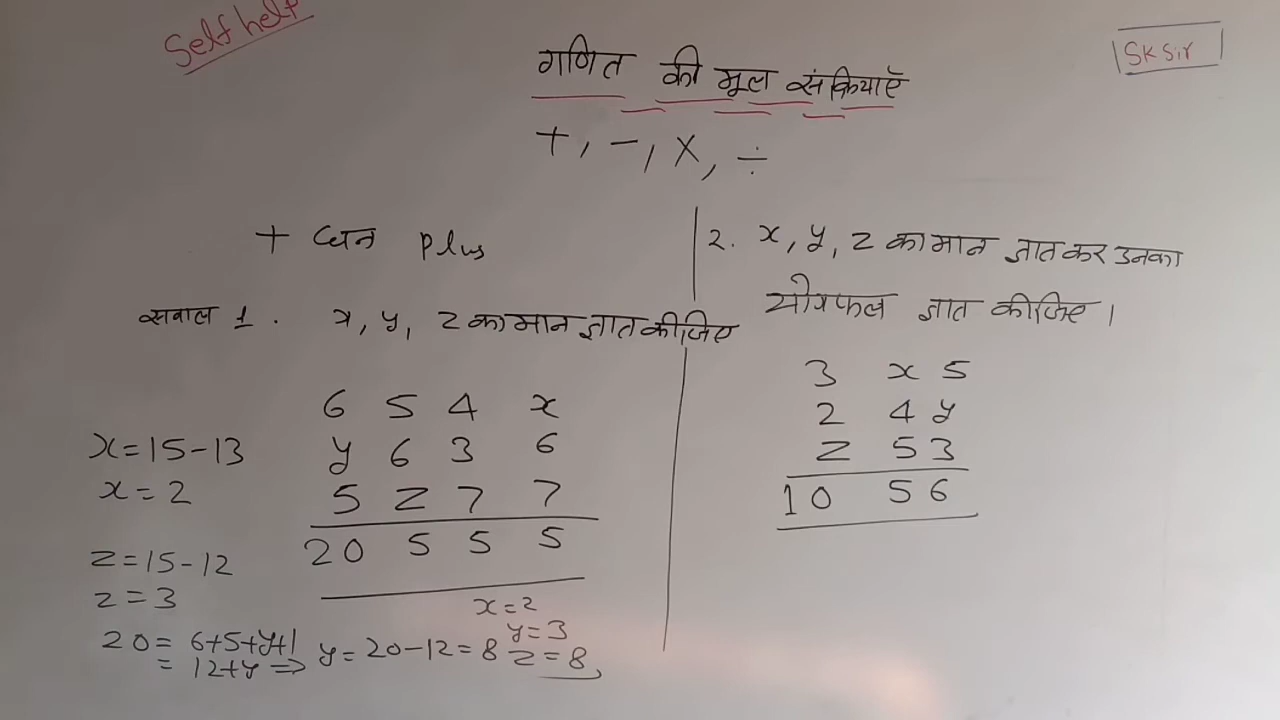 Self help
SK Sir
गणित की मूल संक्रियाएँ
+, -, ×, ÷
+ धन Plus
सवाल 1. x, y, z का मान ज्ञात कीजिए
6 5 4 x
y 6 3 6
5 z 7 7
20 5 5 5
x = 15 - 13
x = 2
z = 15 - 12
z = 3
20 = 6+5+y+1
= 12+y => y = 20 - 12 = 8
x = 2
y = 3
z = 8
2. x, y, z का मान ज्ञात कर उनका
योगफल ज्ञात कीजिए।
3 x 5
2 4 y
z 5 3
10 5 6